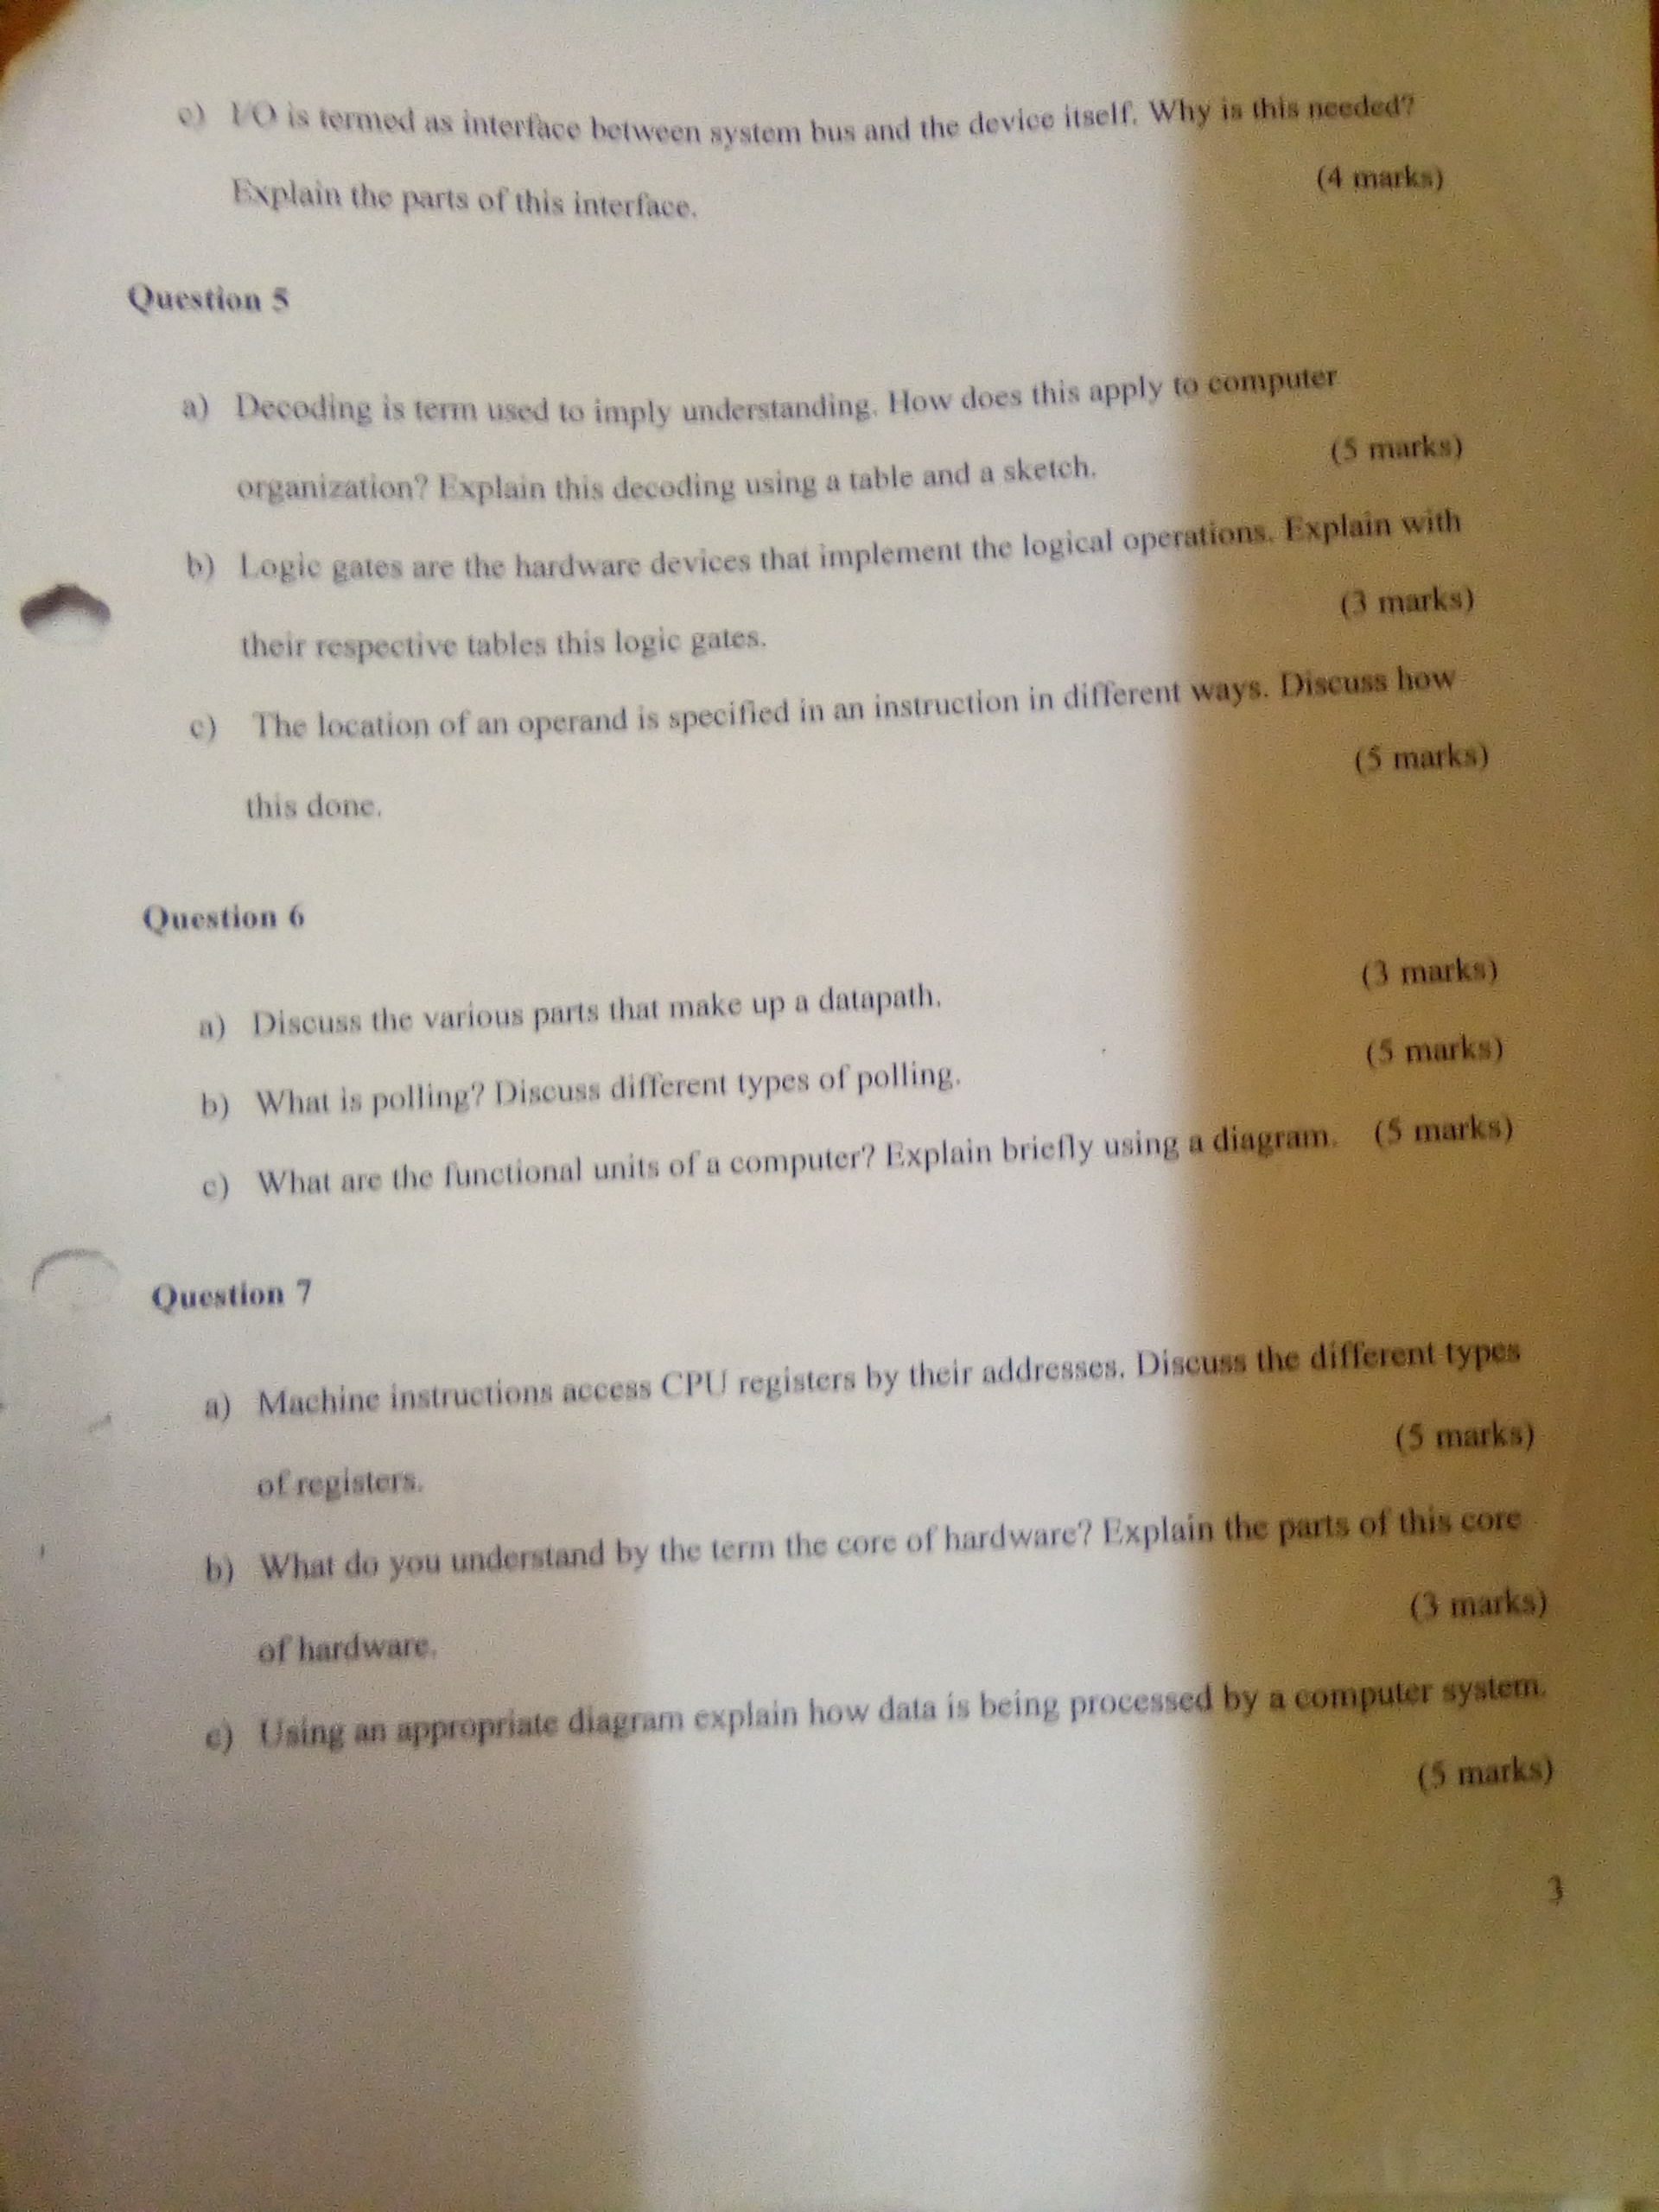 c) I/O is termed as interface between system bus and the device itself. Why is this needed?
Explain the parts of this interface. (4 marks)
Question 5
a) Decoding is term used to imply understanding. How does this apply to computer
organization? Explain this decoding using a table and a sketch. (5 marks)
b) Logic gates are the hardware devices that implement the logical operations. Explain with
their respective tables this logic gates. (3 marks)
c) The location of an operand is specified in an instruction in different ways. Discuss how
this done. (5 marks)
Question 6
a) Discuss the various parts that make up a datapath. (3 marks)
b) What is polling? Discuss different types of polling. (5 marks)
c) What are the functional units of a computer? Explain briefly using a diagram. (5 marks)
Question 7
a) Machine instructions access CPU registers by their addresses. Discuss the different types
of registers. (5 marks)
b) What do you understand by the term the core of hardware? Explain the parts of this core
of hardware. (3 marks)
c) Using an appropriate diagram explain how data is being processed by a computer system.
(5 marks)
3